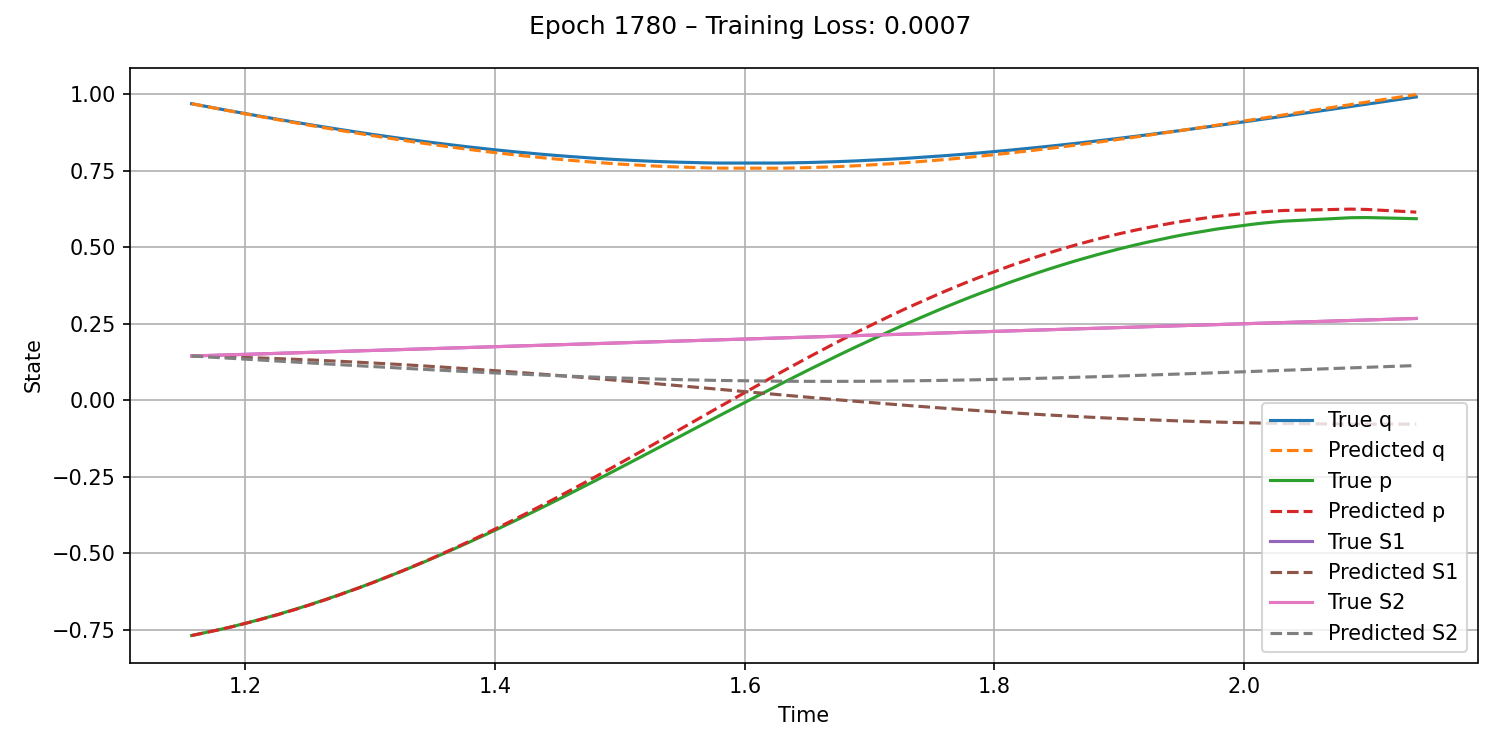 Epoch 1780 – Training Loss: 0.0007
State
1.00
0.75
0.50
0.25
0.00
−0.25
−0.50
−0.75
True q
Predicted q
True p
Predicted p
True S1
Predicted S1
True S2
Predicted S2
1.2 1.4 1.6 1.8 2.0
Time